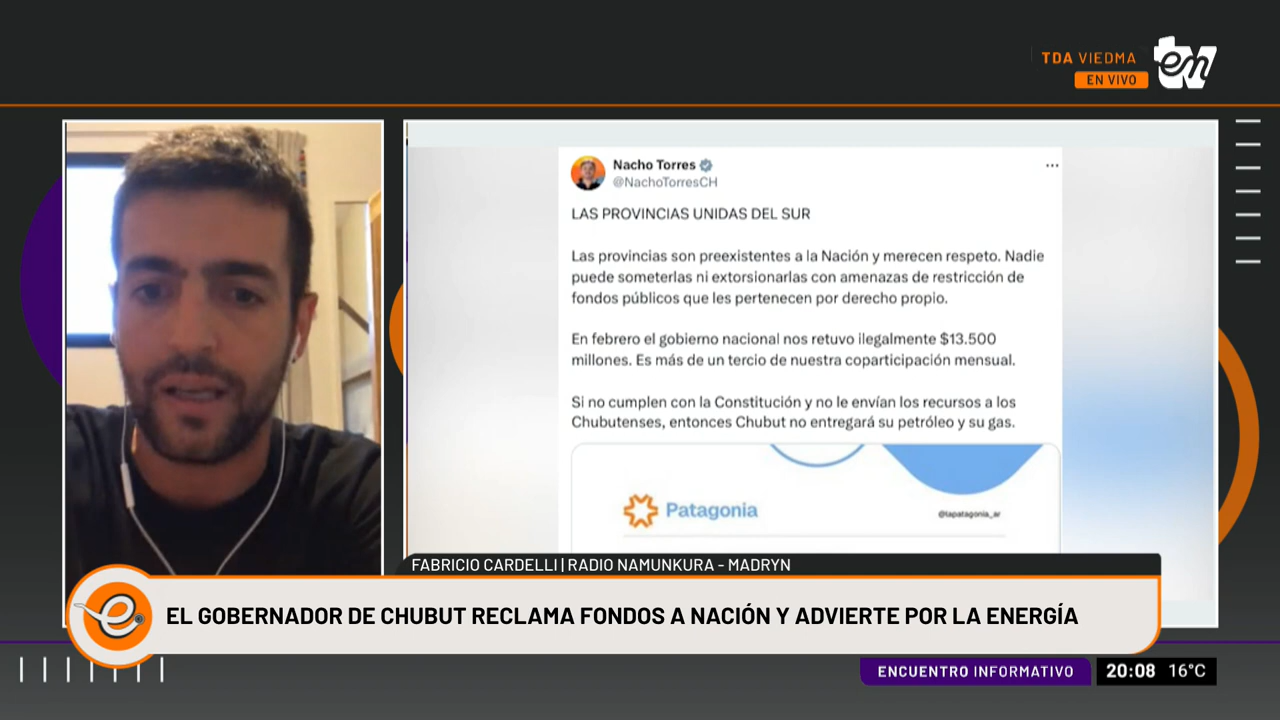 TDA VIEDMA
EN VIVO
en
Nacho Torres
@NachoTorresCH
LAS PROVINCIAS UNIDAS DEL SUR
Las provincias son preexistentes a la Nación y merecen respeto. Nadie
puede someterlas ni extorsionarlas con amenazas de restricción de
fondos públicos que les pertenecen por derecho propio.
En febrero el gobierno nacional nos retuvo ilegalmente $13.500
millones. Es más de un tercio de nuestra coparticipación mensual.
Si no cumplen con la Constitución y no le envían los recursos a los
Chubutenses, entonces Chubut no entregará su petróleo y su gas.
Patagonia
@lapatagonia_ar
FABRICIO CARDELLI | RADIO NAMUNKURA - MADRYN
e
EL GOBERNADOR DE CHUBUT RECLAMA FONDOS A NACIÓN Y ADVIERTE POR LA ENERGÍA
ENCUENTRO INFORMATIVO
20:08 16°C